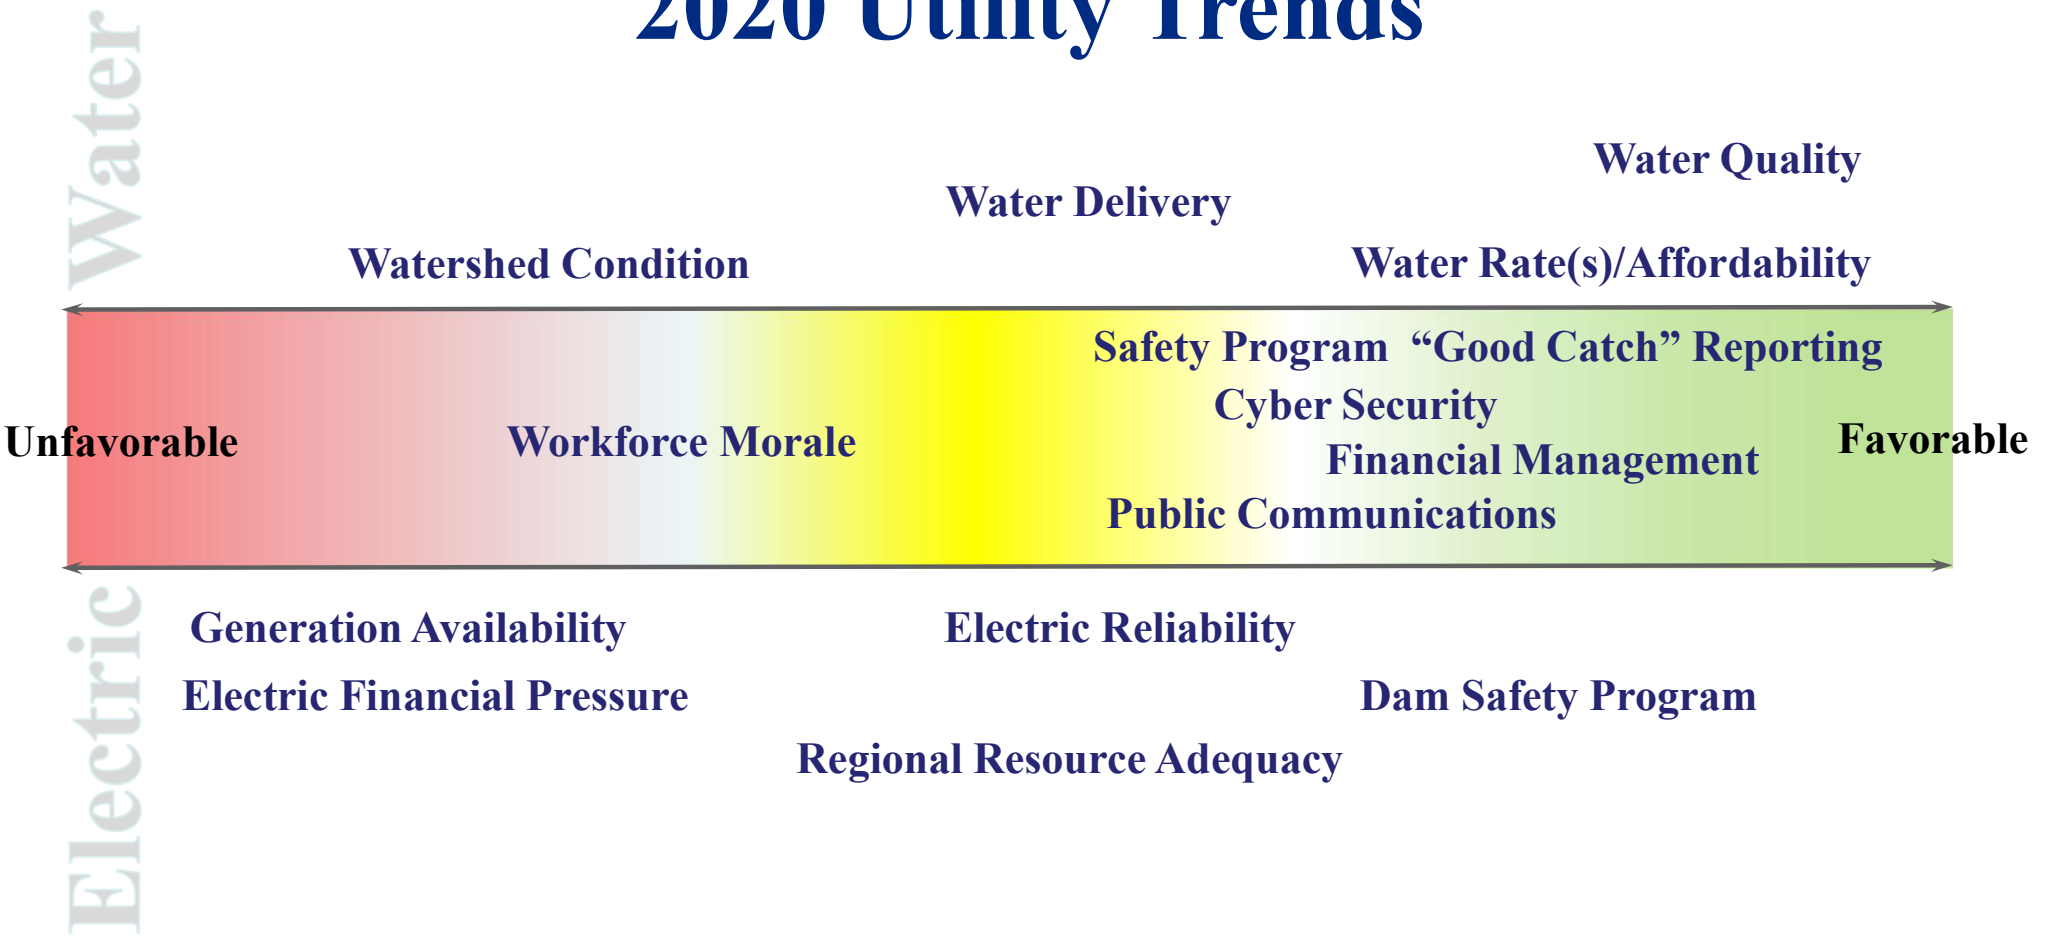 2020 Utility Trends
Water
Water Quality
Water Delivery
Watershed Condition
Water Rate(s)/Affordability
Safety Program “Good Catch” Reporting
Cyber Security
Unfavorable
Workforce Morale
Favorable
Financial Management
Public Communications
Electric
Generation Availability
Electric Reliability
Electric Financial Pressure
Dam Safety Program
Regional Resource Adequacy